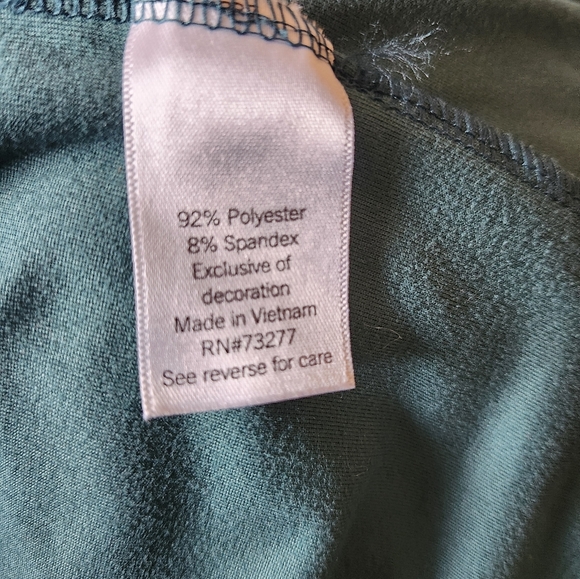 92% Polyester
8% Spandex
Exclusive of
decoration
Made in Vietnam
RN#73277
See reverse for care